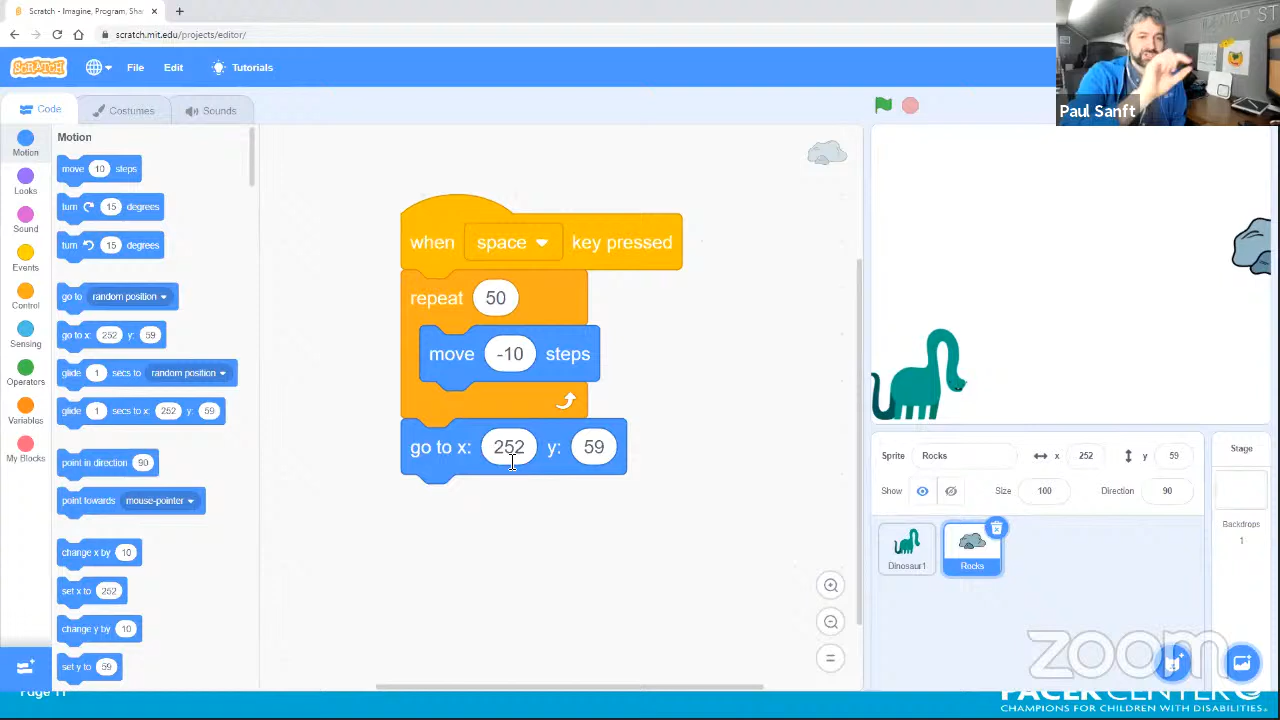 Scratch - Imagine, Program, Sha
scratch.mit.edu/projects/editor/
SCRATCH
File
Edit
Tutorials
Paul Sanft
Code
Costumes
Sounds
Motion
Looks
Sound
Events
Control
Sensing
Operators
Variables
My Blocks
Motion
move 10 steps
turn 15 degrees
turn 15 degrees
go to random position
go to x: 252 y: 59
glide 1 secs to random position
glide 1 secs to x: 252 y: 59
point in direction 90
point towards mouse-pointer
change x by 10
set x to 252
change y by 10
set y to 59
when space key pressed
repeat 50
move -10 steps
go to x: 252 y: 59
Sprite Rocks x 252 y 59
Show Size 100 Direction 90
Dinosaur1
Rocks
Stage
Backdrops
1
zoom
Page 11
PACER CENTER
CHAMPIONS FOR CHILDREN WITH DISABILITIES.